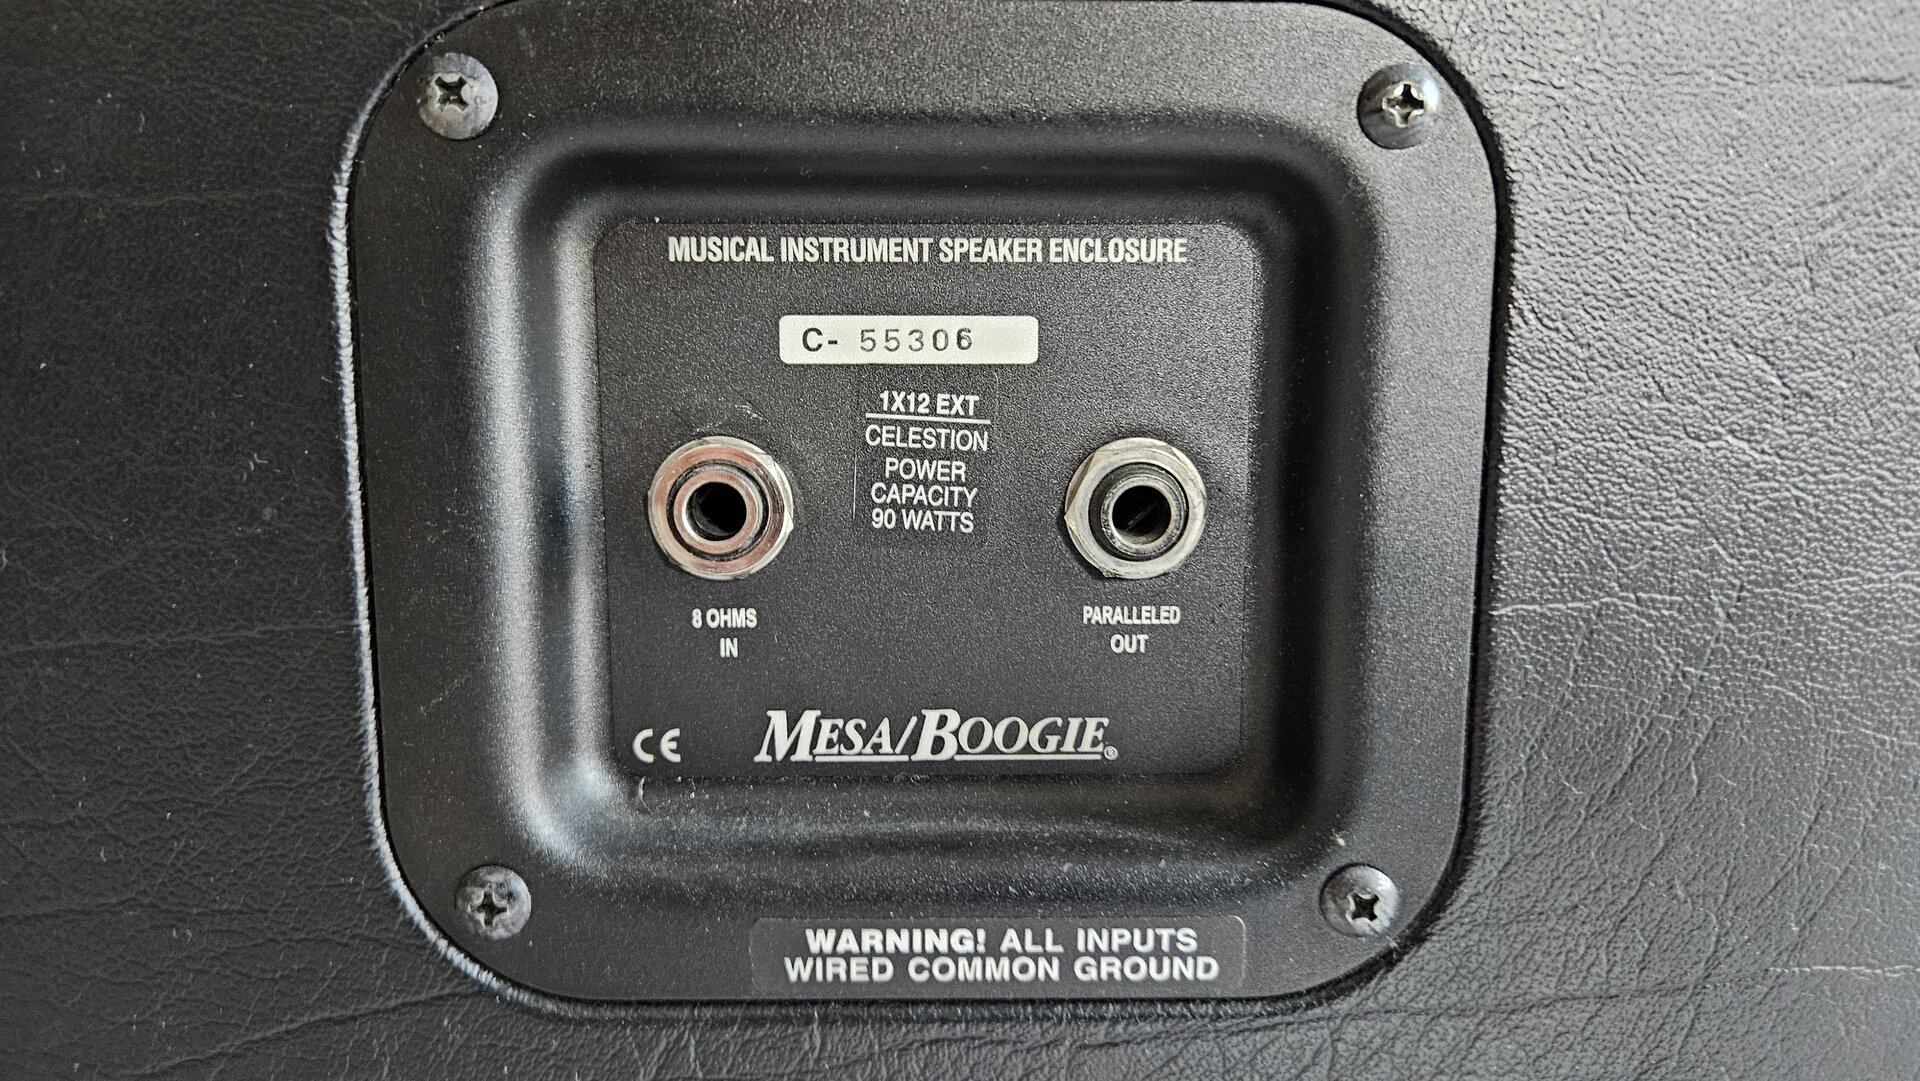 MUSICAL INSTRUMENT SPEAKER ENCLOSURE
C- 55306
1X12 EXT
CELESTION
POWER
CAPACITY
90 WATTS
8 OHMS
IN
PARALLELED
OUT
CE
MESA/BOOGIE®
WARNING! ALL INPUTS
WIRED COMMON GROUND